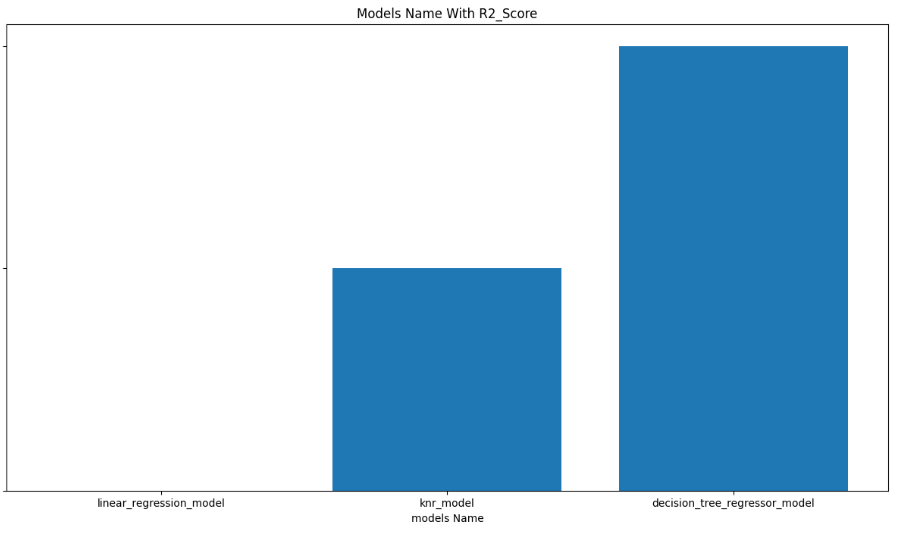 Models Name With R2_Score
linear_regression_model knr_model decision_tree_regressor_model
models Name